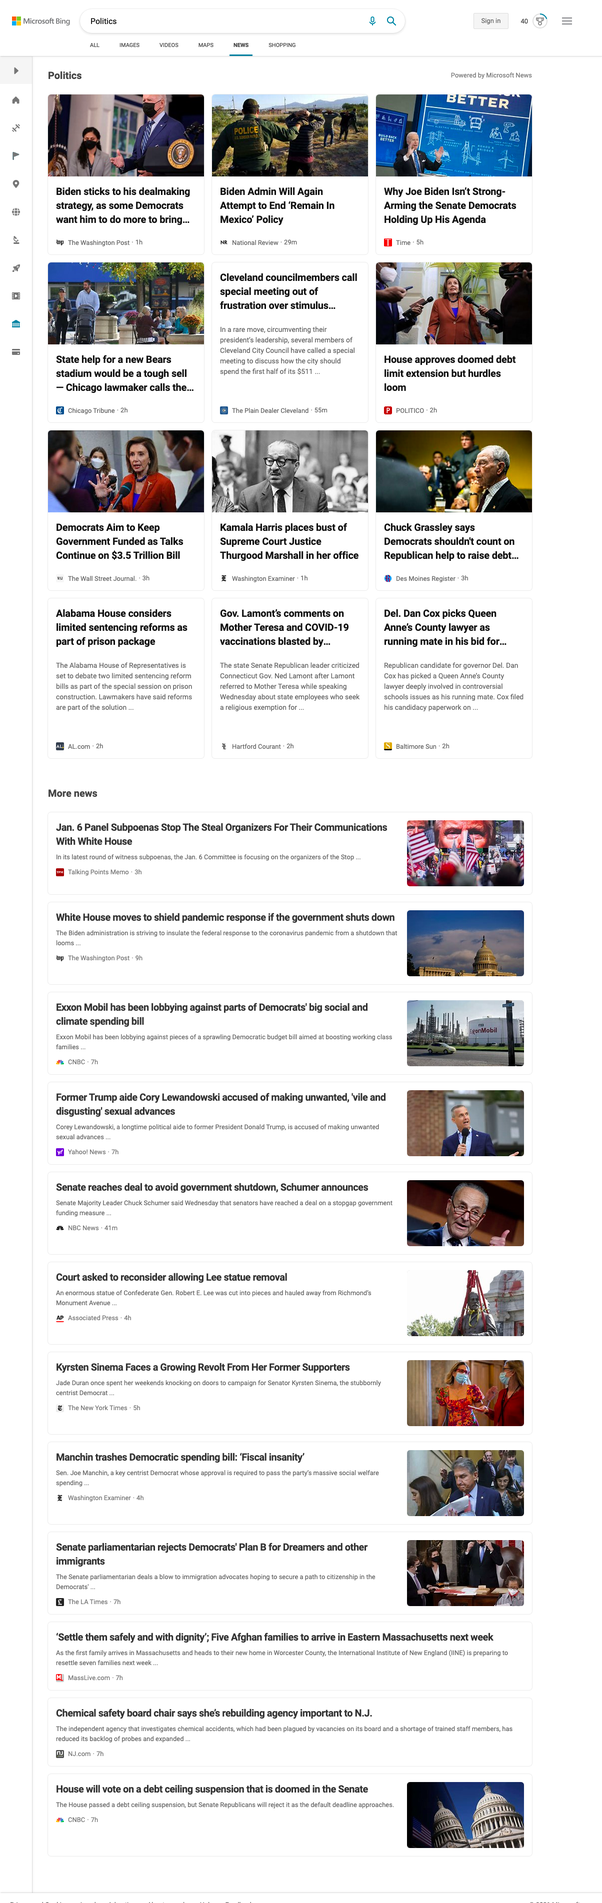 Microsoft Bing
Politics
Sign in
40
ALL
IMAGES
VIDEOS
MAPS
NEWS
SHOPPING
Politics
Powered by Microsoft News
POLICE
BETTER
Biden sticks to his dealmaking
strategy, as some Democrats
want him to do more to bring...
wp The Washington Post · 1h
Biden Admin Will Again
Attempt to End ‘Remain In
Mexico’ Policy
NR National Review · 29m
Why Joe Biden Isn’t Strong-
Arming the Senate Democrats
Holding Up His Agenda
Time · 5h
State help for a new Bears
stadium would be a tough sell
— Chicago lawmaker calls the...
Chicago Tribune · 2h
Cleveland councilmembers call
special meeting out of
frustration over stimulus...
In a rare move, circumventing their
president’s leadership, several members of
Cleveland City Council have called a special
meeting to discuss how the city should
spend the first half of its $511 ...
The Plain Dealer Cleveland · 55m
House approves doomed debt
limit extension but hurdles
loom
POLITICO · 2h
Democrats Aim to Keep
Government Funded as Talks
Continue on $3.5 Trillion Bill
The Wall Street Journal. · 3h
Kamala Harris places bust of
Supreme Court Justice
Thurgood Marshall in her office
Washington Examiner · 1h
Chuck Grassley says
Democrats shouldn't count on
Republican help to raise debt...
Des Moines Register · 3h
Alabama House considers
limited sentencing reforms as
part of prison package
The Alabama House of Representatives is
set to debate two limited sentencing reform
bills as part of the special session on prison
construction. Lawmakers have said reforms
are part of the solution ...
AL.com · 2h
Gov. Lamont’s comments on
Mother Teresa and COVID-19
vaccinations blasted by...
The state Senate Republican leader criticized
Connecticut Gov. Ned Lamont after Lamont
referred to Mother Teresa while speaking
Wednesday about state employees who seek
a religious exemption for ...
Hartford Courant · 2h
Del. Dan Cox picks Queen
Anne’s County lawyer as
running mate in his bid for...
Republican candidate for governor Del. Dan
Cox has picked a Queen Anne’s County
lawyer deeply involved in controversial
schools issues as his running mate. Cox filed
his candidacy paperwork on ...
Baltimore Sun · 2h
More news
Jan. 6 Panel Subpoenas Stop The Steal Organizers For Their Communications
With White House
In its latest round of witness subpoenas, the Jan. 6 Committee is focusing on the organizers of the Stop ...
Talking Points Memo · 3h
White House moves to shield pandemic response if the government shuts down
The Biden administration is striving to insulate the federal response to the coronavirus pandemic from a shutdown that
looms ...
wp The Washington Post · 9h
Exxon Mobil has been lobbying against parts of Democrats' big social and
climate spending bill
Exxon Mobil has been lobbying against pieces of a sprawling Democratic budget bill aimed at boosting working class
families ...
CNBC · 7h
ExxonMobil
Former Trump aide Cory Lewandowski accused of making unwanted, 'vile and
disgusting' sexual advances
Corey Lewandowski, a longtime political aide to former President Donald Trump, is accused of making unwanted
sexual advances ...
Yahoo! News · 7h
Senate reaches deal to avoid government shutdown, Schumer announces
Senate Majority Leader Chuck Schumer said Wednesday that senators have reached a deal on a stopgap government
funding measure ...
NBC News · 41m
Court asked to reconsider allowing Lee statue removal
An enormous statue of Confederate Gen. Robert E. Lee was cut into pieces and hauled away from Richmond’s
Monument Avenue ...
AP Associated Press · 4h
Kyrsten Sinema Faces a Growing Revolt From Her Former Supporters
Jade Duran once spent her weekends knocking on doors to campaign for Senator Kyrsten Sinema, the stubbornly
centrist Democrat ...
The New York Times · 5h
Manchin trashes Democratic spending bill: ‘Fiscal insanity’
Sen. Joe Manchin, a key centrist Democrat whose approval is required to pass the party's massive social welfare
spending ...
Washington Examiner · 4h
Senate parliamentarian rejects Democrats' Plan B for Dreamers and other
immigrants
The Senate parliamentarian deals a blow to immigration advocates hoping to secure a path to citizenship in the
Democrats' ...
The LA Times · 7h
‘Settle them safely and with dignity’; Five Afghan families to arrive in Eastern Massachusetts next week
As the first family arrives in Massachusetts and heads to their new home in Worcester County, the International Institute of New England (IINE) is preparing to
resettle seven families next week ...
MassLive.com · 7h
Chemical safety board chair says she’s rebuilding agency important to N.J.
The independent agency that investigates chemical accidents, which had been plagued by vacancies on its board and a shortage of trained staff members, has
reduced its backlog of probes and expanded ...
NJ.com · 7h
House will vote on a debt ceiling suspension that is doomed in the Senate
The House passed a debt ceiling suspension, but Senate Republicans will reject it as the default deadline approaches.
CNBC · 7h